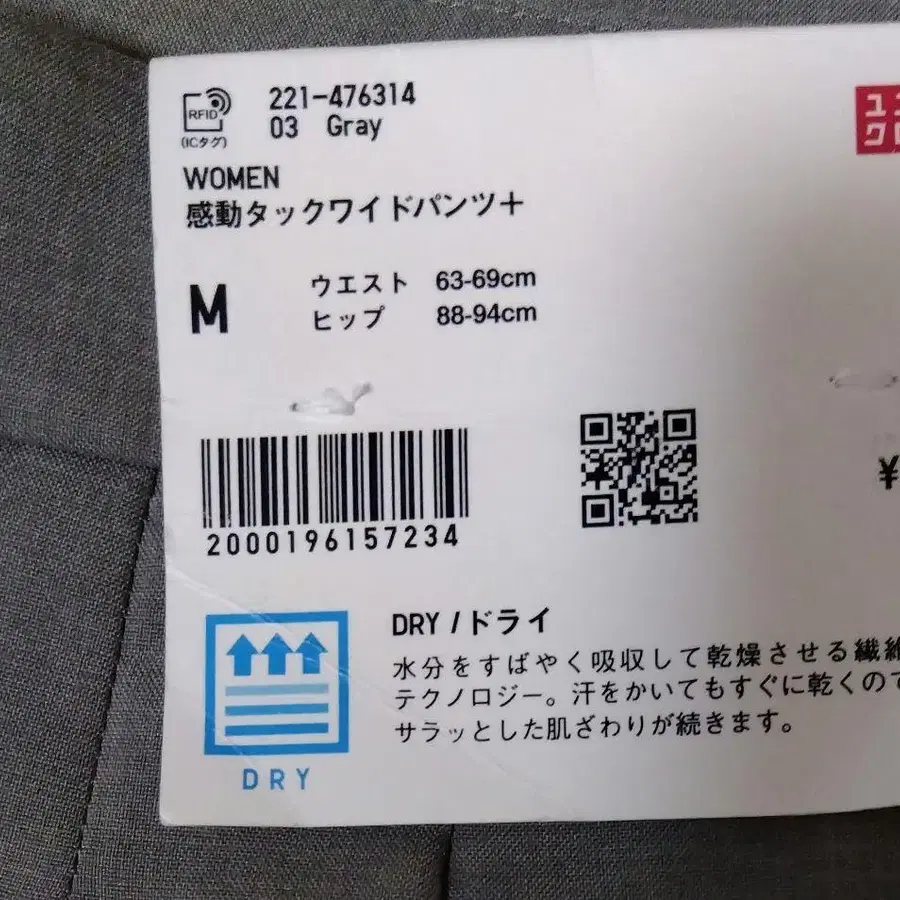 RFID
(ICタグ)
221-476314
03 Gray
WOMEN
感動タックワイドパンツ+
M
ウエスト 63-69cm
ヒップ 88-94cm
2000196157234
¥
DRY / ドライ
水分をすばやく吸収して乾燥させる繊維
テクノロジー。汗をかいてもすぐに乾くので
サラッとした肌ざわりが続きます。
DRY